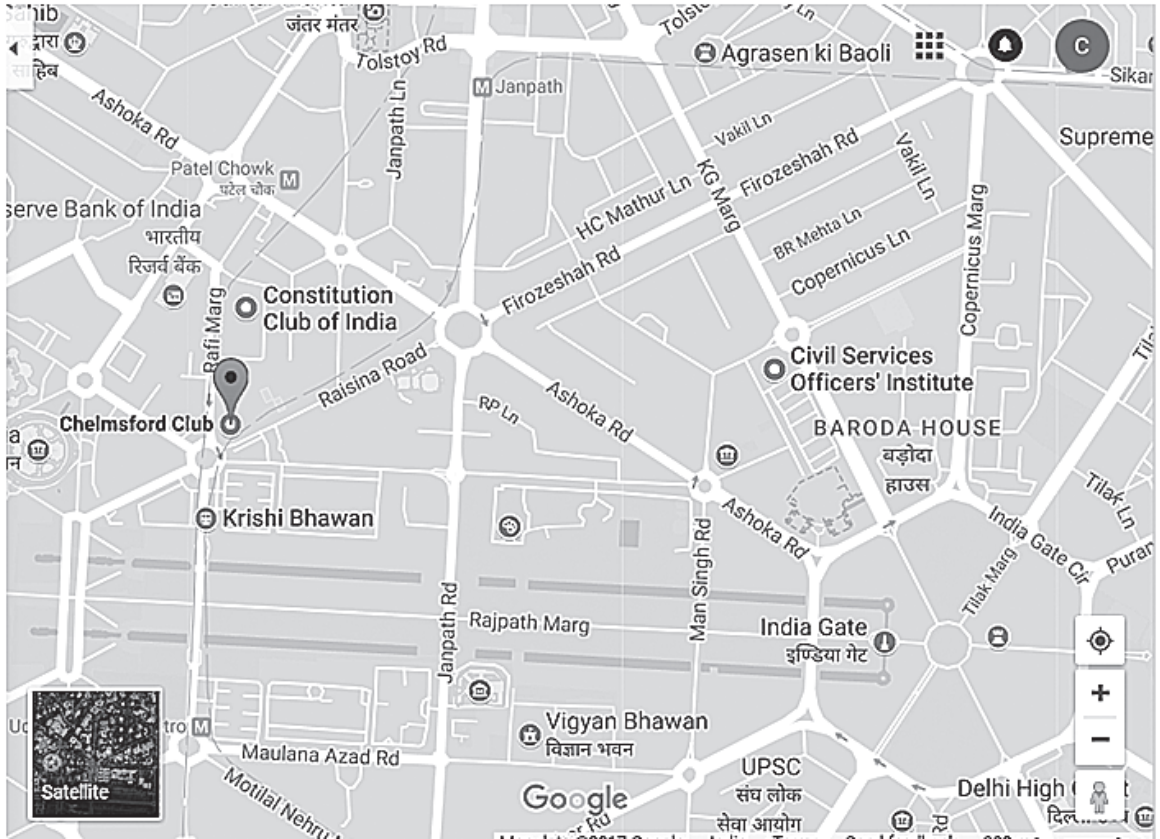 ahib
जंतर मंतर
Tolstoy Rd
Agrasen ki Baoli
C
साहिब
Janpath
Sikar
Ashoka Rd
Janpath Ln
Vakil Ln
Firozeshah Rd
Vakil Ln
Supreme
Patel Chowk
पटेल चौक
HC Mathur Ln
KG Marg
serve Bank of India
भारतीय
रिजर्व बैंक
BR Mehta Ln
Copernicus Ln
Copernicus Marg
Firozeshah Rd
Constitution
Club of India
Rafi Marg
Raisina Road
Civil Services
Officers' Institute
Chelmsford Club
RP Ln
Ashoka Rd
BARODA HOUSE
बड़ोदा
हाउस
Krishi Bhawan
Ashoka Rd
Tilak Ln
India Gate Cir
Puran
Man Singh Rd
Tilak Marg
Janpath Rd
Rajpath Marg
India Gate
इण्डिया गेट
Vigyan Bhawan
विज्ञान भवन
Maulana Azad Rd
Satellite
Motilal Nehru
Google
UPSC
संघ लोक
सेवा आयोग
Delhi High